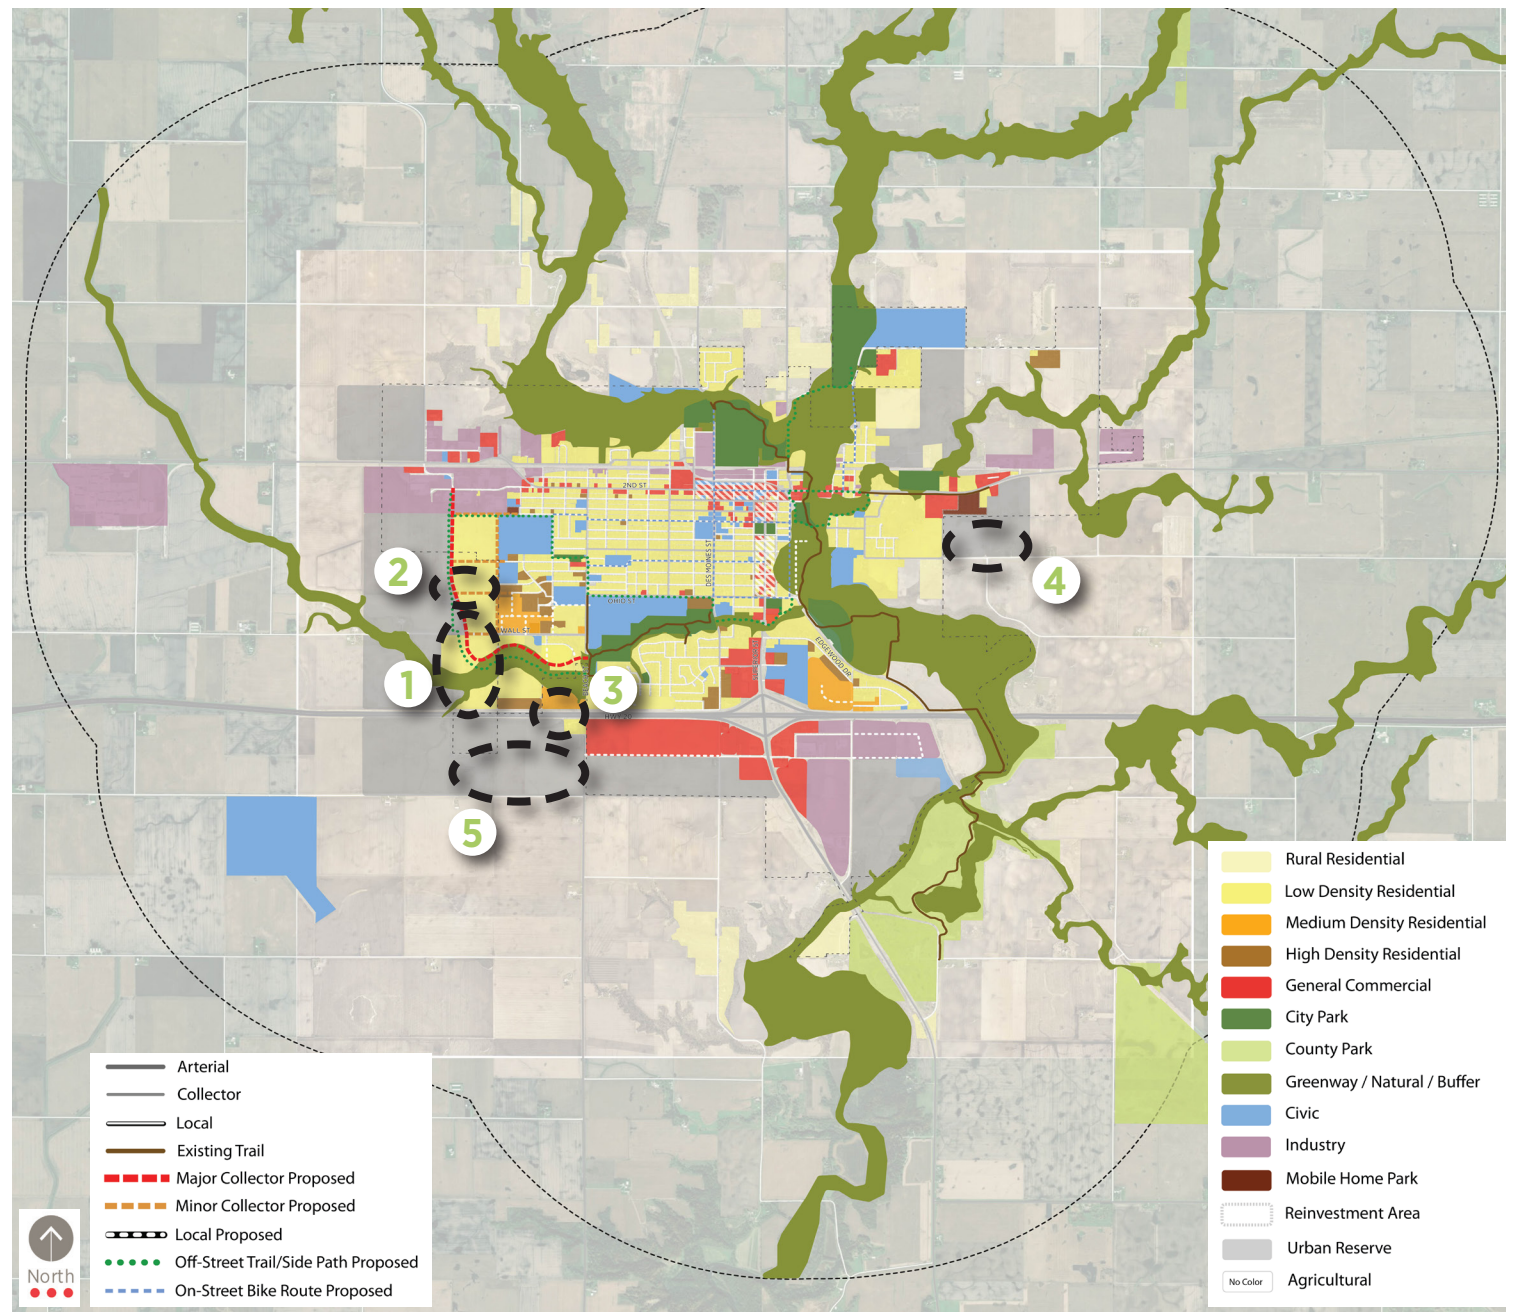 2ND ST
DES MOINES ST
OHIO ST
WALL ST
EDGEWOOD DR
HWY 20
2
1
3
4
5
Rural Residential
Low Density Residential
Medium Density Residential
High Density Residential
General Commercial
City Park
County Park
Greenway / Natural / Buffer
Civic
Industry
Mobile Home Park
Reinvestment Area
Urban Reserve
No Color Agricultural
Arterial
Collector
Local
Existing Trail
Major Collector Proposed
Minor Collector Proposed
Local Proposed
Off-Street Trail/Side Path Proposed
On-Street Bike Route Proposed
North